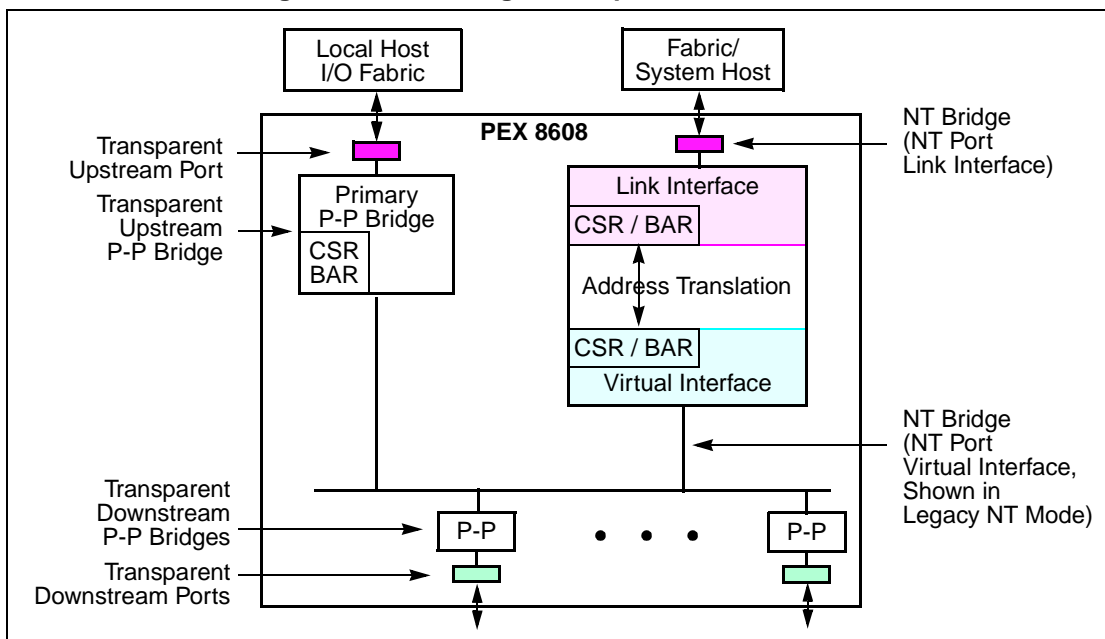 Local Host
I/O Fabric
Fabric/
System Host
PEX 8608
Transparent
Upstream Port
NT Bridge
(NT Port
Link Interface)
Transparent
Upstream
P-P Bridge
Primary
P-P Bridge
CSR
BAR
Link Interface
CSR / BAR
Address Translation
CSR / BAR
Virtual Interface
NT Bridge
(NT Port
Virtual Interface,
Shown in
Legacy NT Mode)
Transparent
Downstream
P-P Bridges
P-P
P-P
Transparent
Downstream Ports